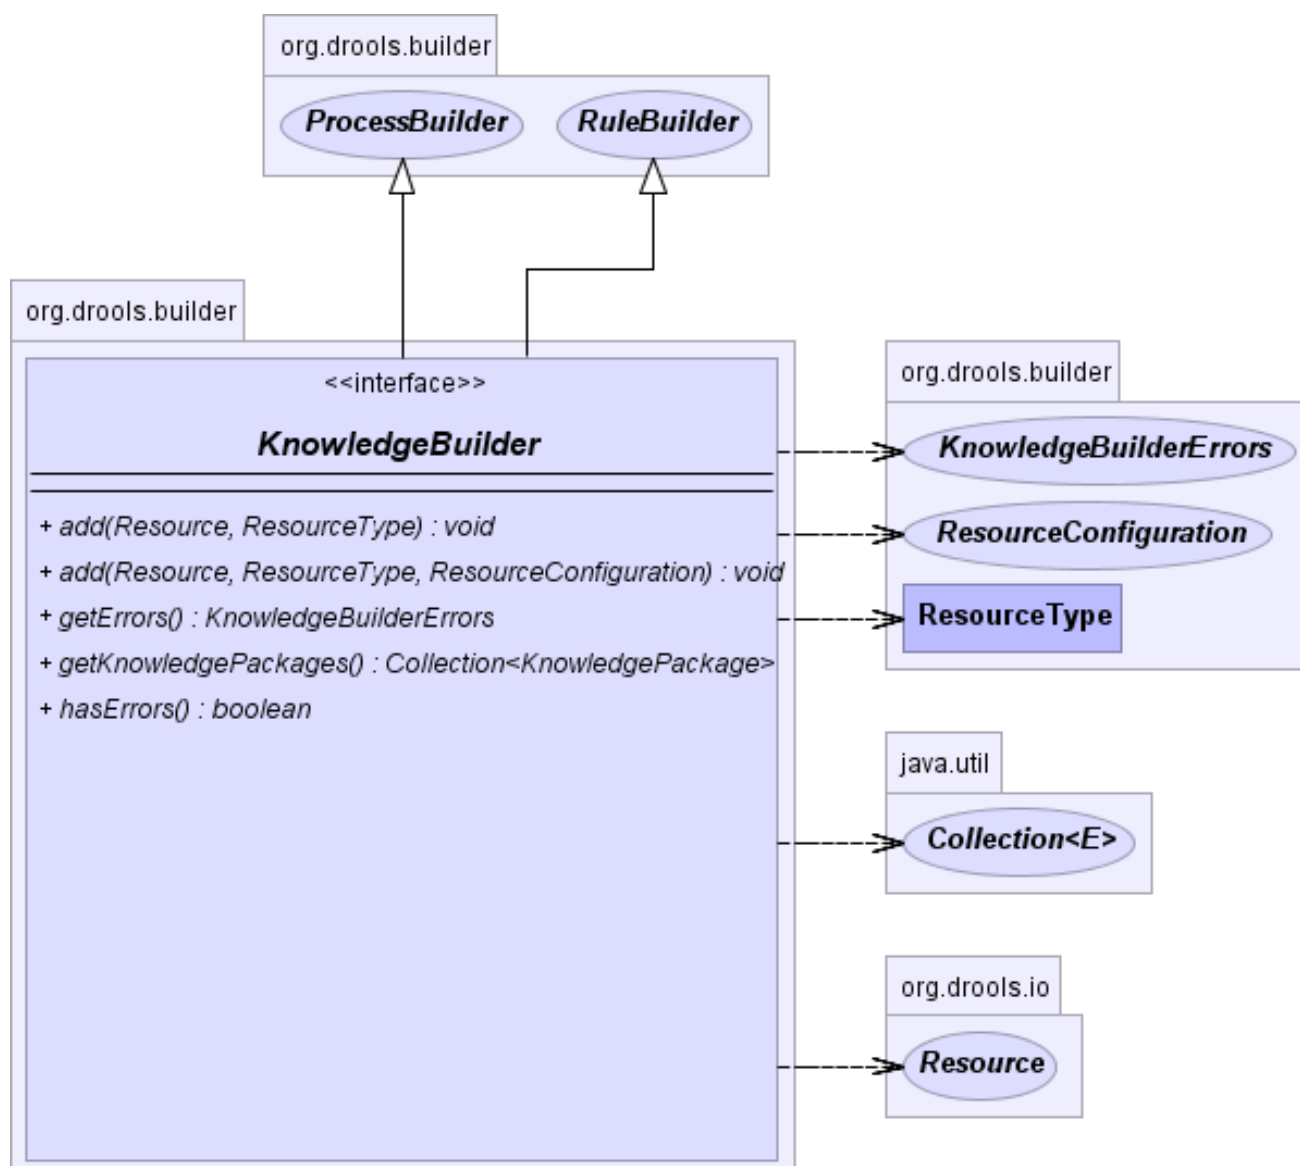 org.drools.builder
ProcessBuilder
RuleBuilder
org.drools.builder
<<interface>>
KnowledgeBuilder
+ add(Resource, ResourceType) : void
+ add(Resource, ResourceType, ResourceConfiguration) : void
+ getErrors() : KnowledgeBuilderErrors
+ getKnowledgePackages() : Collection<KnowledgePackage>
+ hasErrors() : boolean
org.drools.builder
KnowledgeBuilderErrors
ResourceConfiguration
ResourceType
java.util
Collection<E>
org.drools.io
Resource